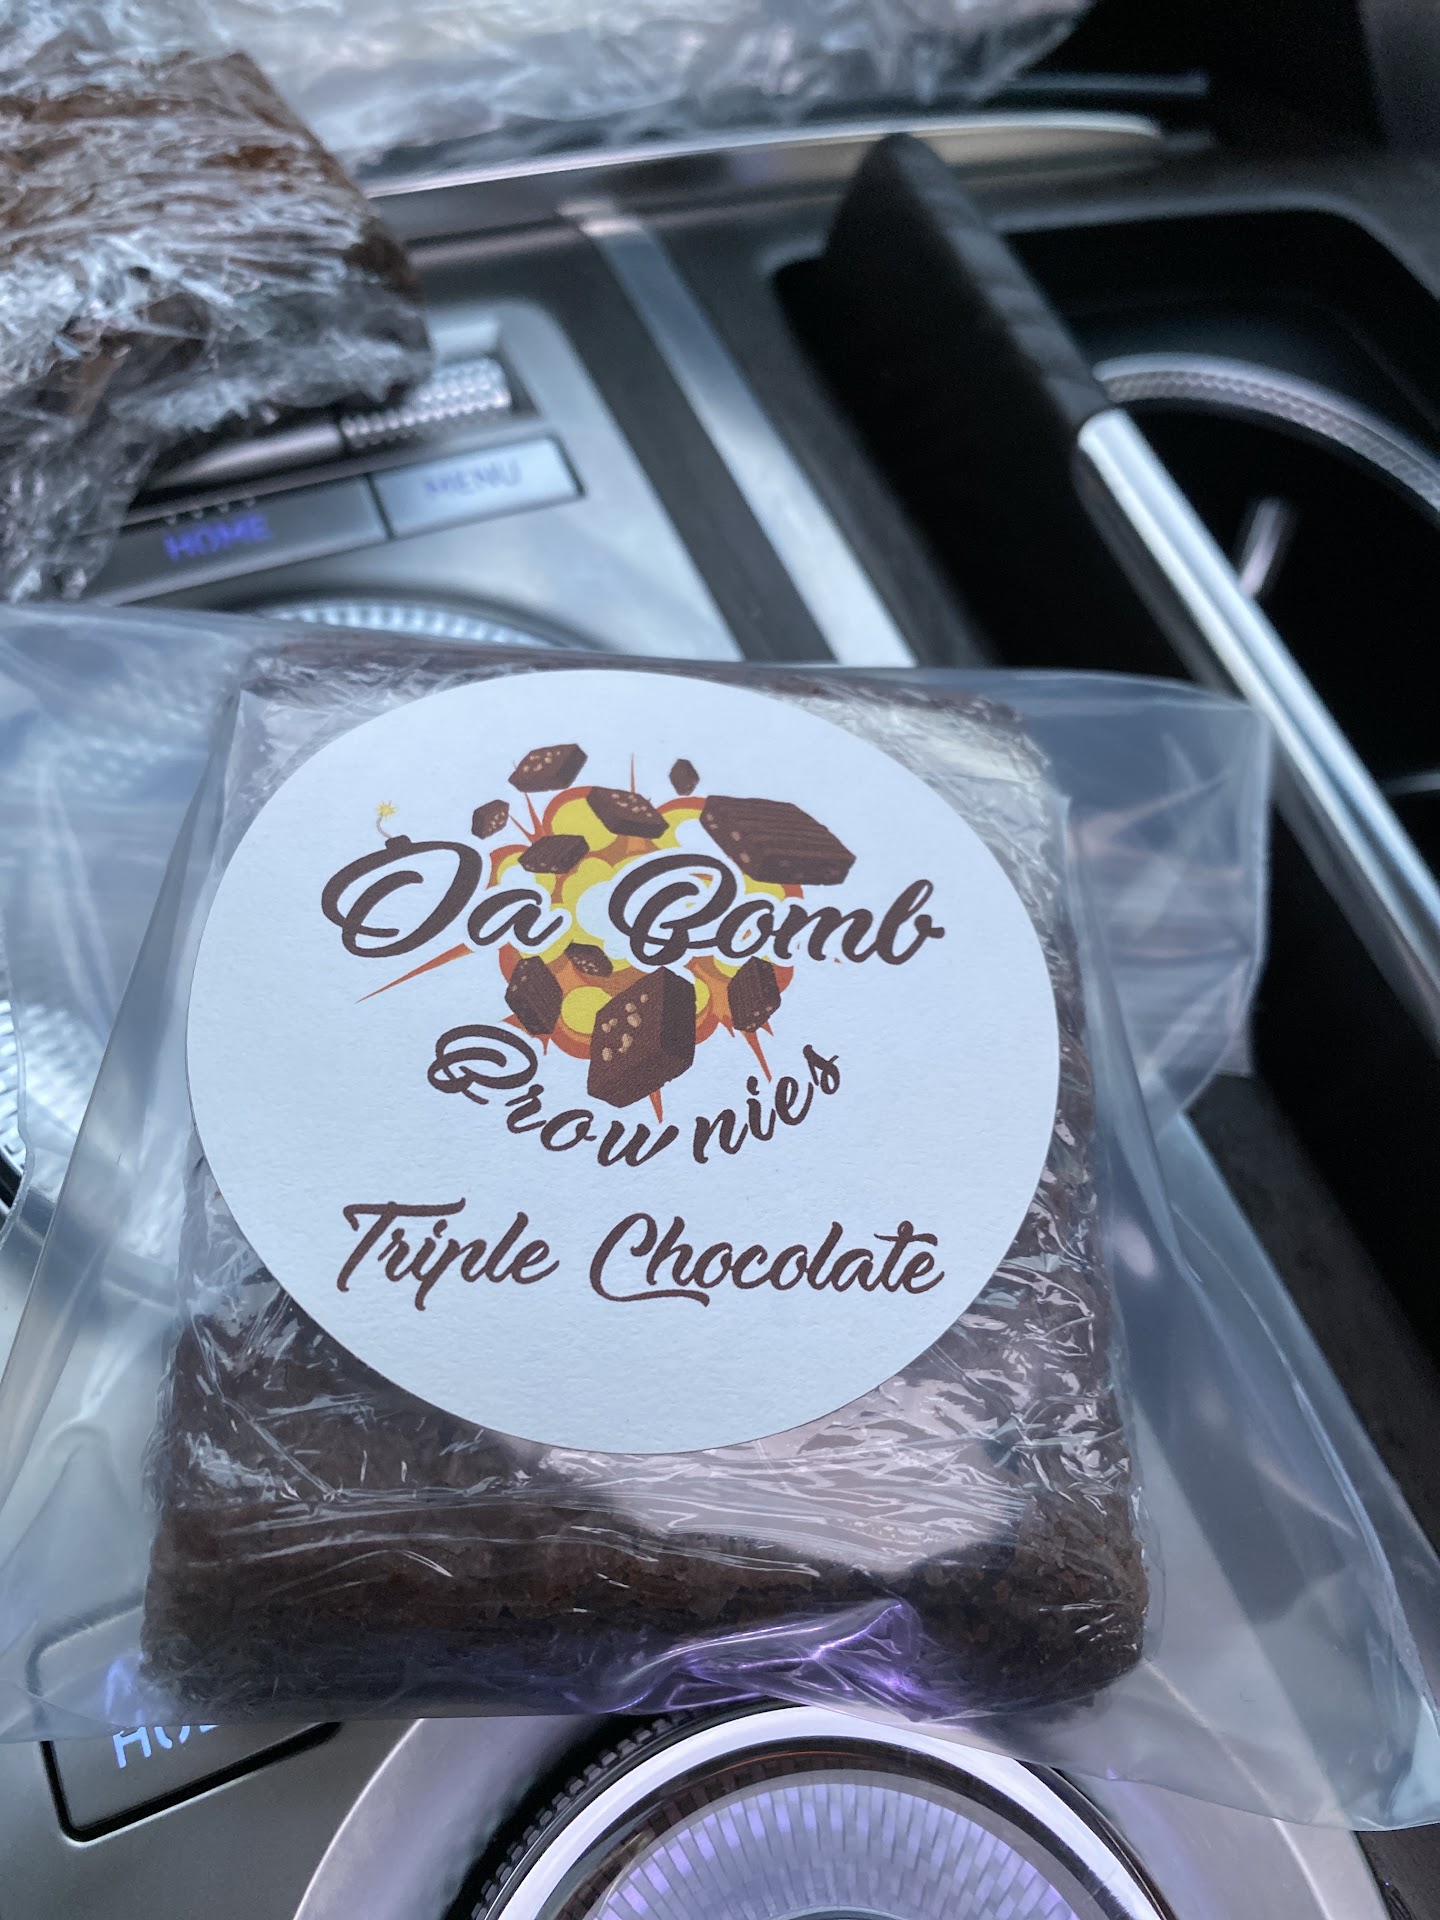 HOME
MENU
Da Bomb
Brownies
Triple Chocolate